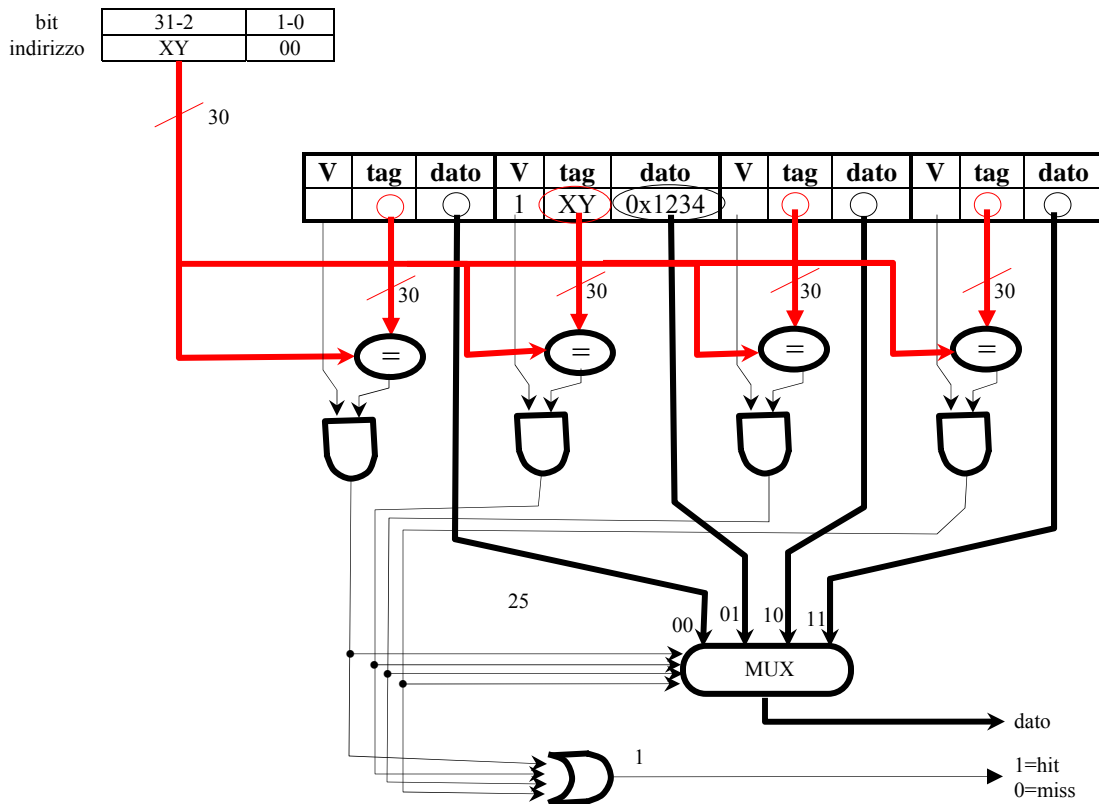 bit 31-2 1-0
indirizzo XY 00
30
V tag dato V tag dato V tag dato V tag dato
1 XY 0x1234
30 30 30 30
= = = =
25
00 01 10 11
MUX
dato
1
1=hit
0=miss